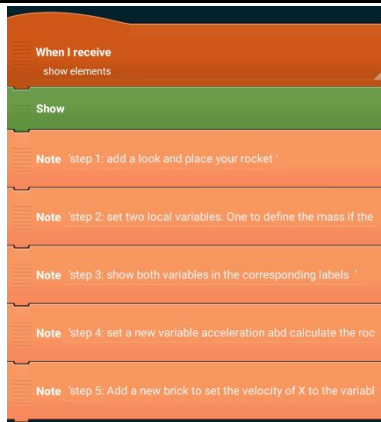 When I receive
show elements
Show
Note 'step 1: add a look and place your rocket '
Note 'step 2: set two local variables. One to define the mass if the
Note 'step 3: show both variables in the corresponding labels '
Note 'step 4: set a new variable acceleration abd calculate the roc
Note 'step 5: Add a new brick to set the velocity of X to the variabl